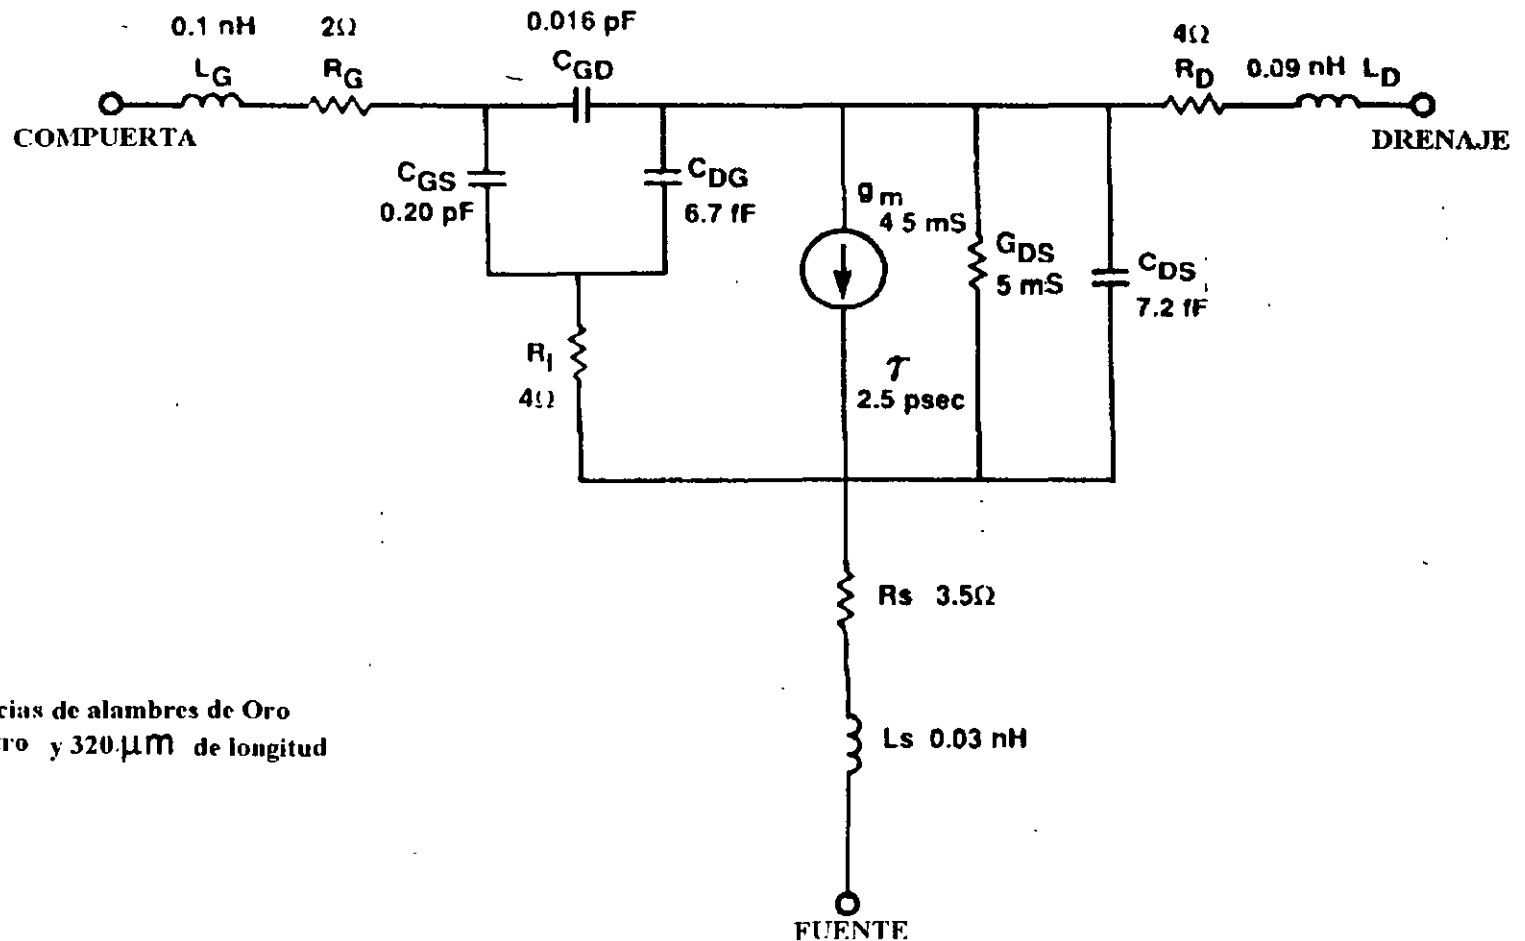 0.1 nH
L_G
2Ω
R_G
0.016 pF
C_GD
4Ω
R_D
0.09 nH L_D
COMPUERTA
DRENAJE
C_GS
0.20 pF
C_DG
6.7 fF
g_m
45 mS
G_DS
5 mS
C_DS
7.2 fF
R_I
4Ω
τ
2.5 psec
Rs 3.5Ω
Ls 0.03 nH
cias de alambres de Oro
ro y 320 µm de longitud
FUENTE